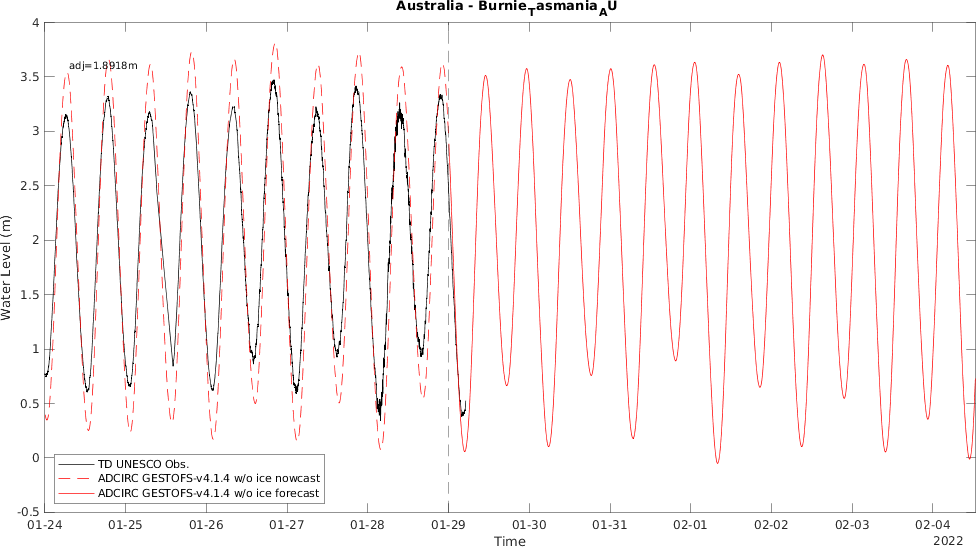 Australia - Burnie_Tasmania_AU
adj=1.8918m
4
3.5
3
2.5
2
1.5
1
0.5
0
-0.5
Water Level (m)
TD UNESCO Obs.
ADCIRC GESTOFS-v4.1.4 w/o ice nowcast
ADCIRC GESTOFS-v4.1.4 w/o ice forecast
01-24 01-25 01-26 01-27 01-28 01-29 01-30 01-31 02-01 02-02 02-03 02-04
Time
2022